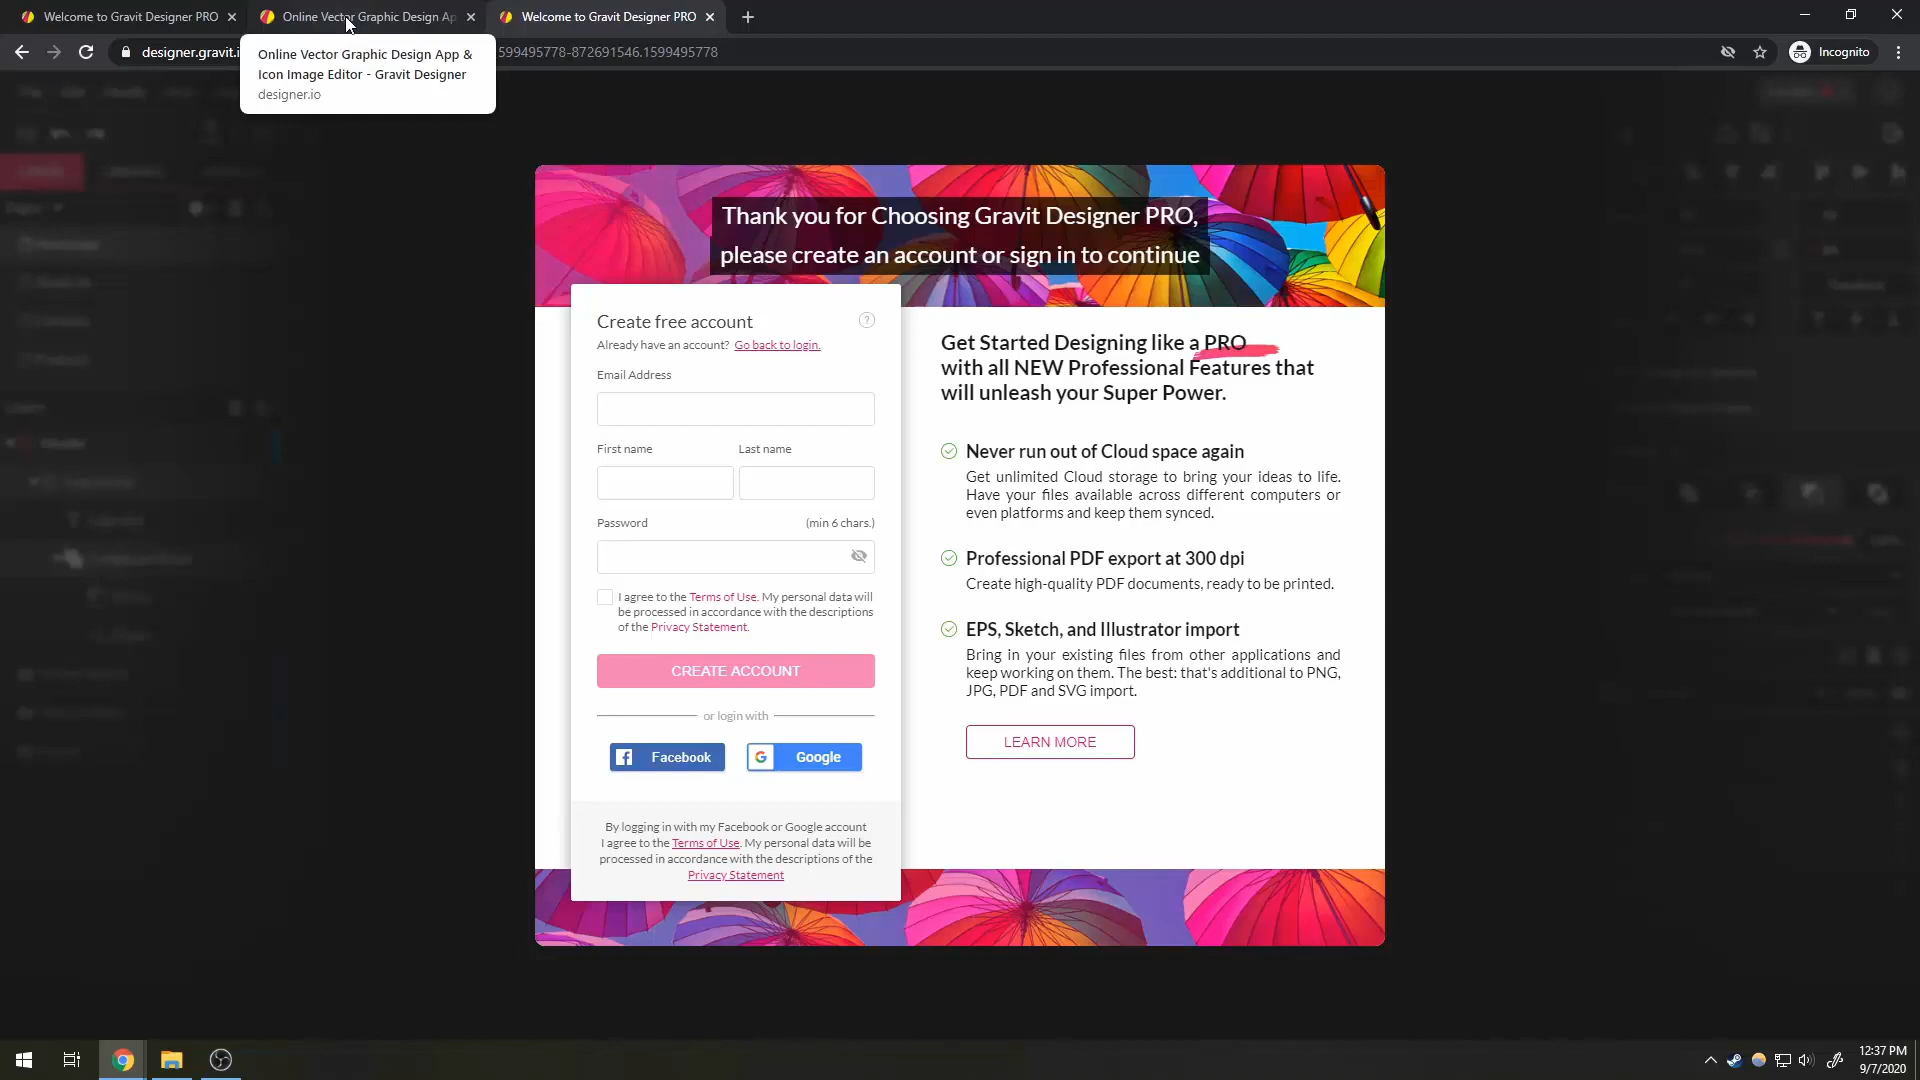 Welcome to Gravit Designer PRO
Online Vector Graphic Design Ap
Welcome to Gravit Designer PRO
designer.gravit.i
599495778-872691546.1599495778
Incognito
Online Vector Graphic Design App &
Icon Image Editor - Gravit Designer
designer.io
Thank you for Choosing Gravit Designer PRO,
please create an account or sign in to continue
Create free account
Already have an account? Go back to login.
Email Address
First name
Last name
Password
(min 6 chars.)
I agree to the Terms of Use. My personal data will
be processed in accordance with the descriptions
of the Privacy Statement.
CREATE ACCOUNT
or login with
Facebook
Google
By logging in with my Facebook or Google account
I agree to the Terms of Use. My personal data will be
processed in accordance with the descriptions of the
Privacy Statement
Get Started Designing like a PRO
with all NEW Professional Features that
will unleash your Super Power.
Never run out of Cloud space again
Get unlimited Cloud storage to bring your ideas to life.
Have your files available across different computers or
even platforms and keep them synced.
Professional PDF export at 300 dpi
Create high-quality PDF documents, ready to be printed.
EPS, Sketch, and Illustrator import
Bring in your existing files from other applications and
keep working on them. The best: that's additional to PNG,
JPG, PDF and SVG import.
LEARN MORE
12:37 PM
9/7/2020